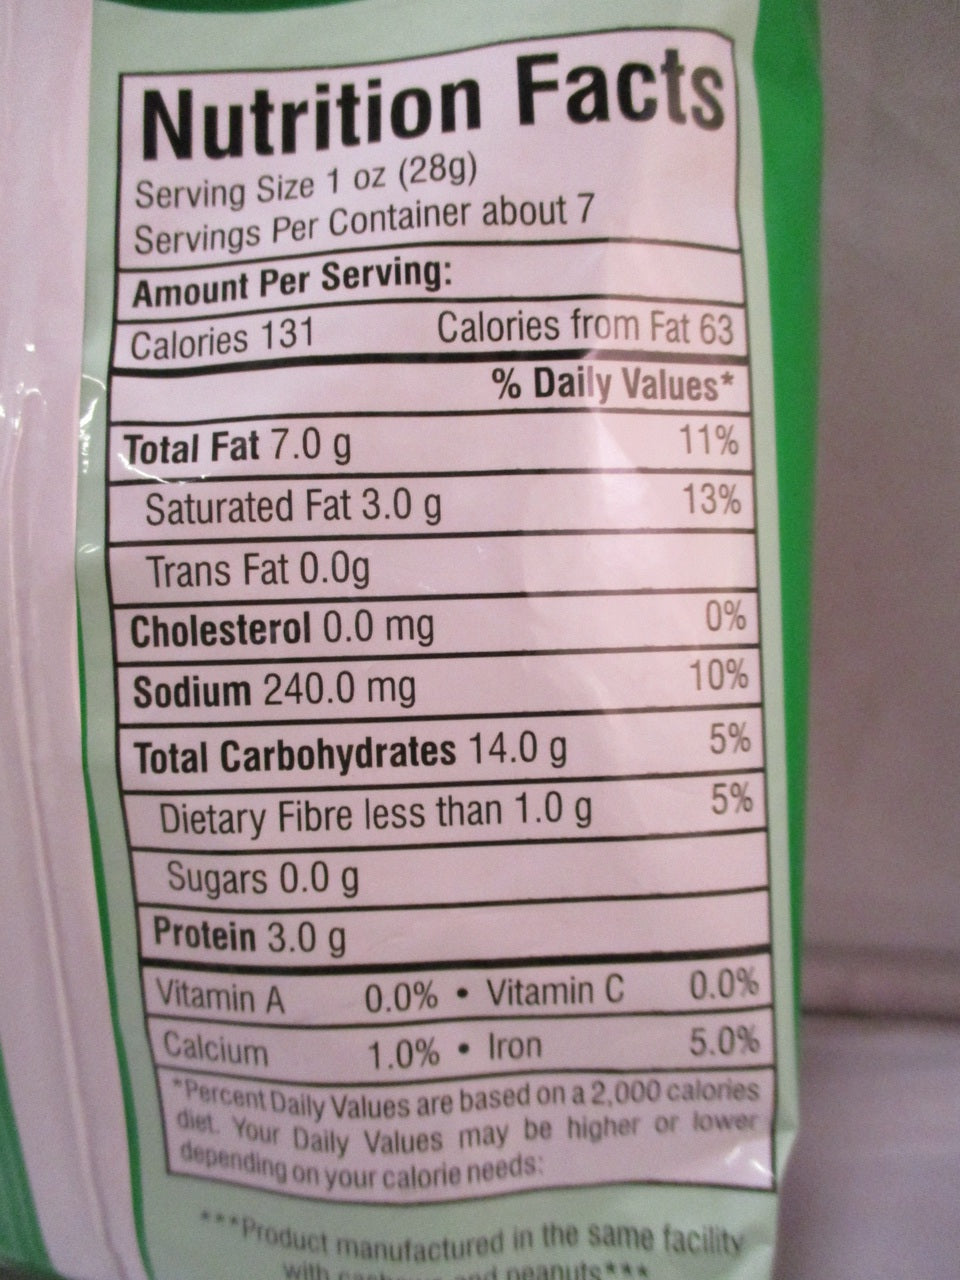 Nutrition Facts
Serving Size 1 oz (28g)
Servings Per Container about 7
Amount Per Serving:
Calories 131 Calories from Fat 63
% Daily Values*
Total Fat 7.0 g 11%
Saturated Fat 3.0 g 13%
Trans Fat 0.0g
Cholesterol 0.0 mg 0%
Sodium 240.0 mg 10%
Total Carbohydrates 14.0 g 5%
Dietary Fibre less than 1.0 g 5%
Sugars 0.0 g
Protein 3.0 g
Vitamin A 0.0% • Vitamin C 0.0%
Calcium 1.0% • Iron 5.0%
*Percent Daily Values are based on a 2,000 calories
diet. Your Daily Values may be higher or lower
depending on your calorie needs:
***Product manufactured in the same facility
with cashews and peanuts***